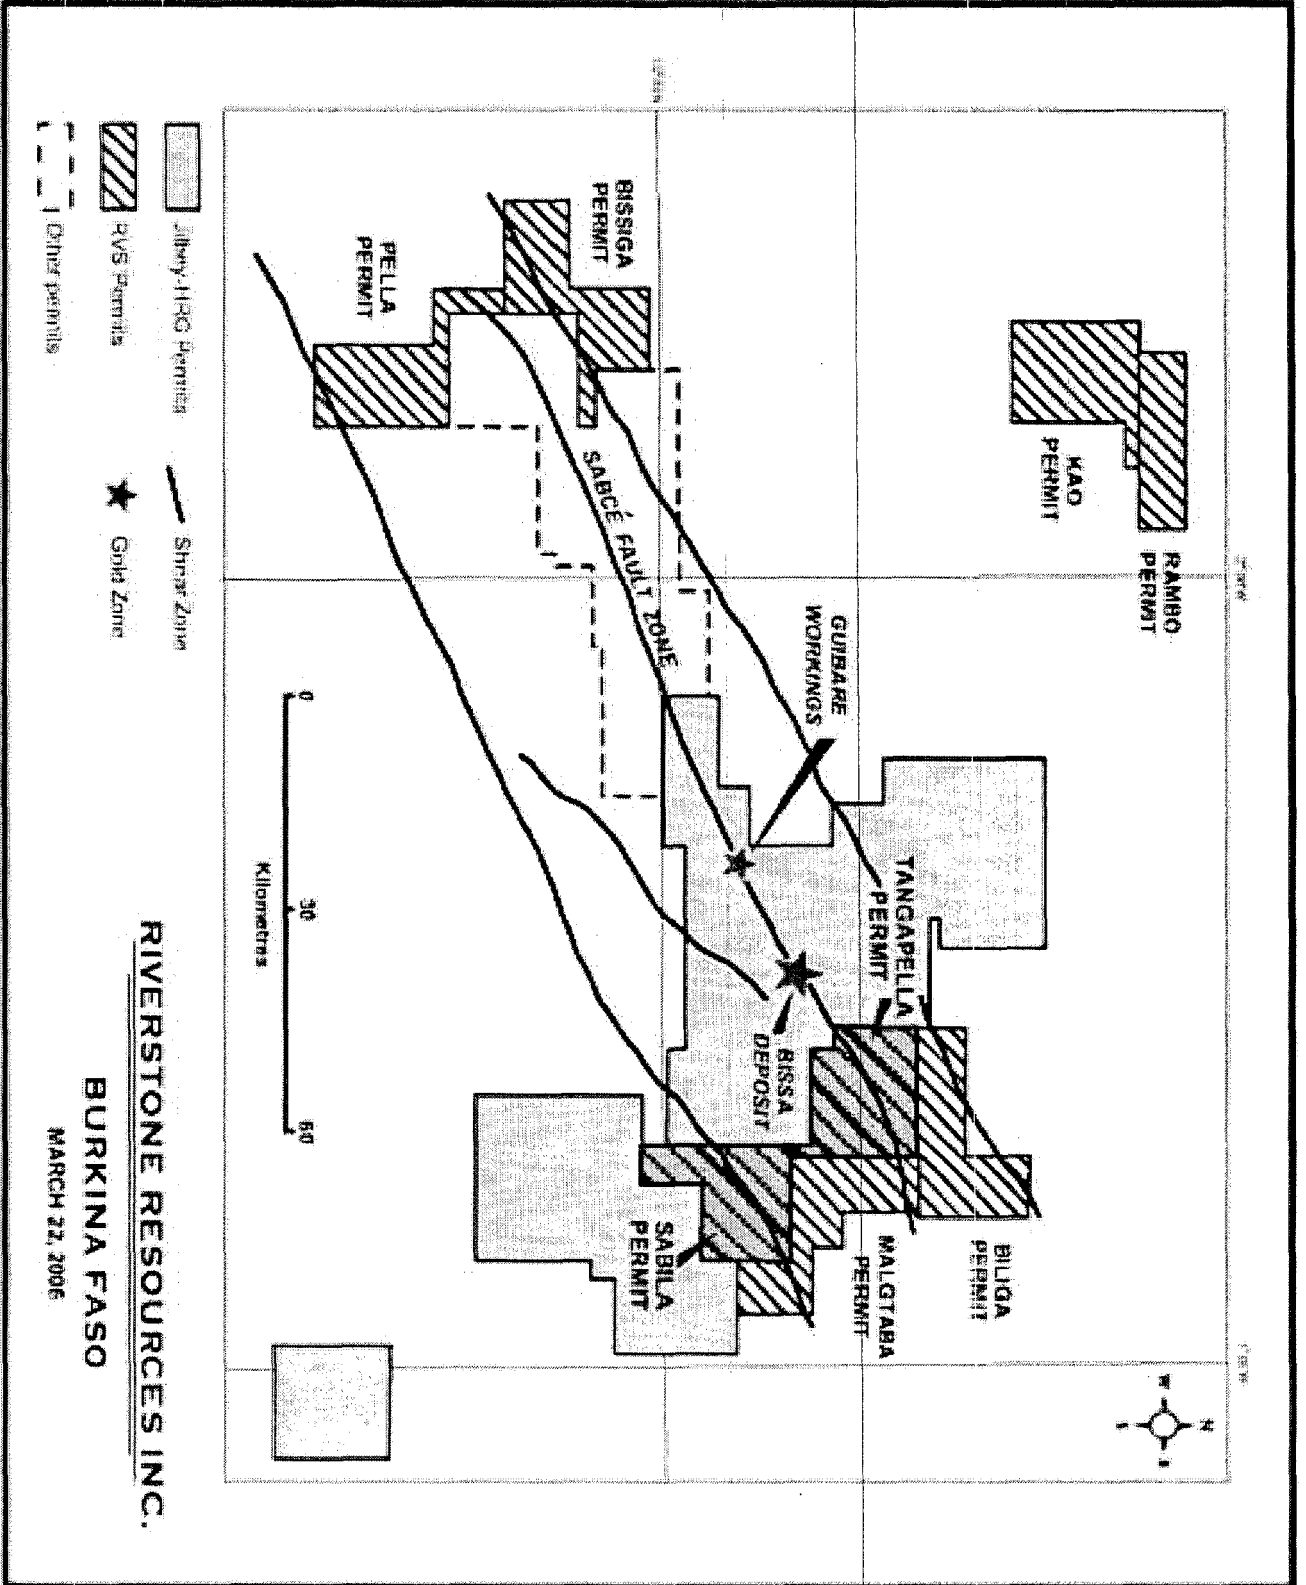 RAMBO
PERMIT
KAO
PERMIT
BISSIGA
PERMIT
PELLA
PERMIT
SABCÉ FAULT ZONE
GUIBARE
WORKINGS
TANGAPELLA
PERMIT
BISSA
DEPOSIT
BILIGA
PERMIT
MALGTABA
PERMIT
SABILA
PERMIT
N
W
0
30
60
Kilometres
Permits
Shear Zone
RVS Permits
Gold Zone
Other permits
RIVERSTONE RESOURCES INC.
BURKINA FASO
MARCH 22, 2006